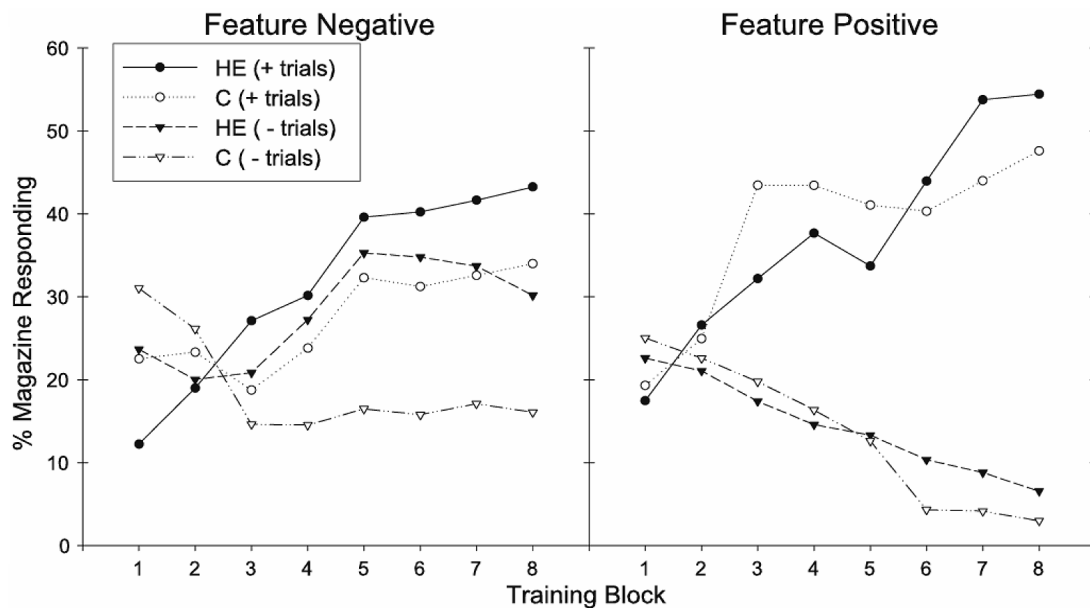 Feature Negative
Feature Positive
60
50
40
30
20
10
0
% Magazine Responding
HE (+ trials)
C (+ trials)
HE ( - trials)
C ( - trials)
1 2 3 4 5 6 7 8
1 2 3 4 5 6 7 8
Training Block